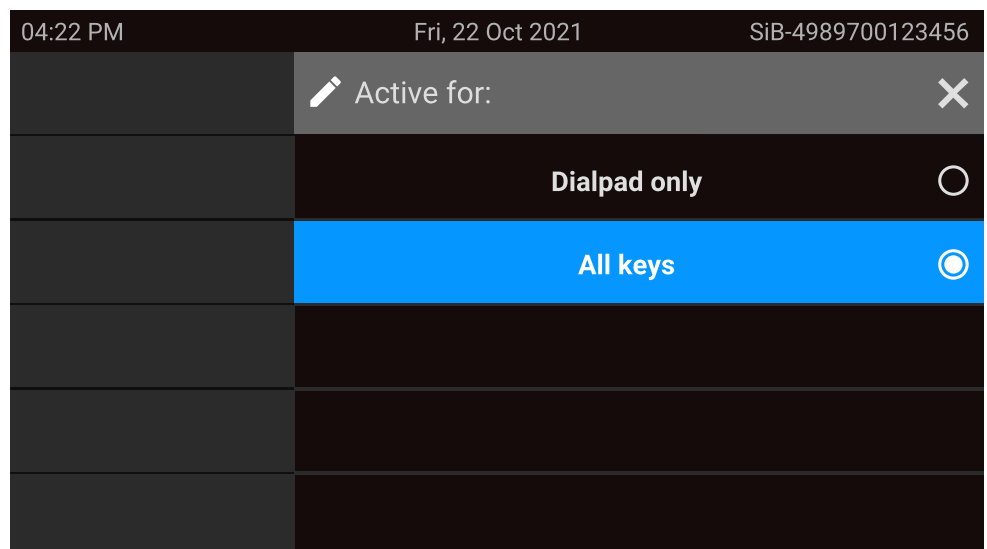 04:22 PM Fri, 22 Oct 2021 SiB-4989700123456
Active for:
Dialpad only
All keys